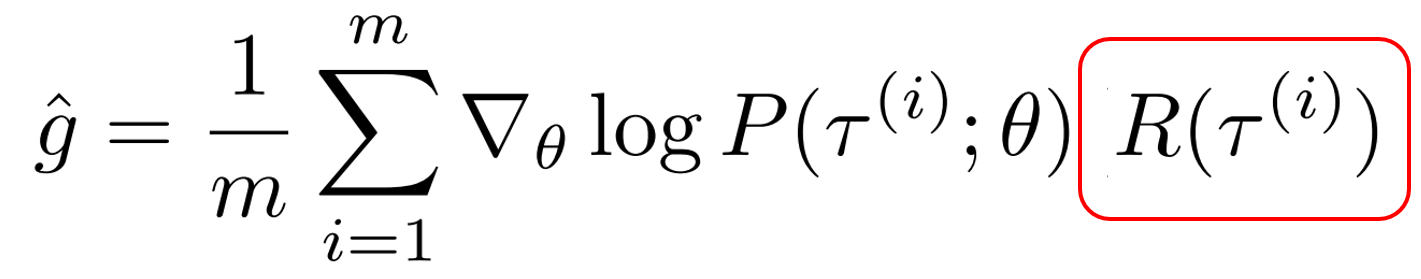 ĝ = 1/m ∑_{i=1}^{m} ∇_θ log P(τ^{(i)}; θ) R(τ^{(i)})